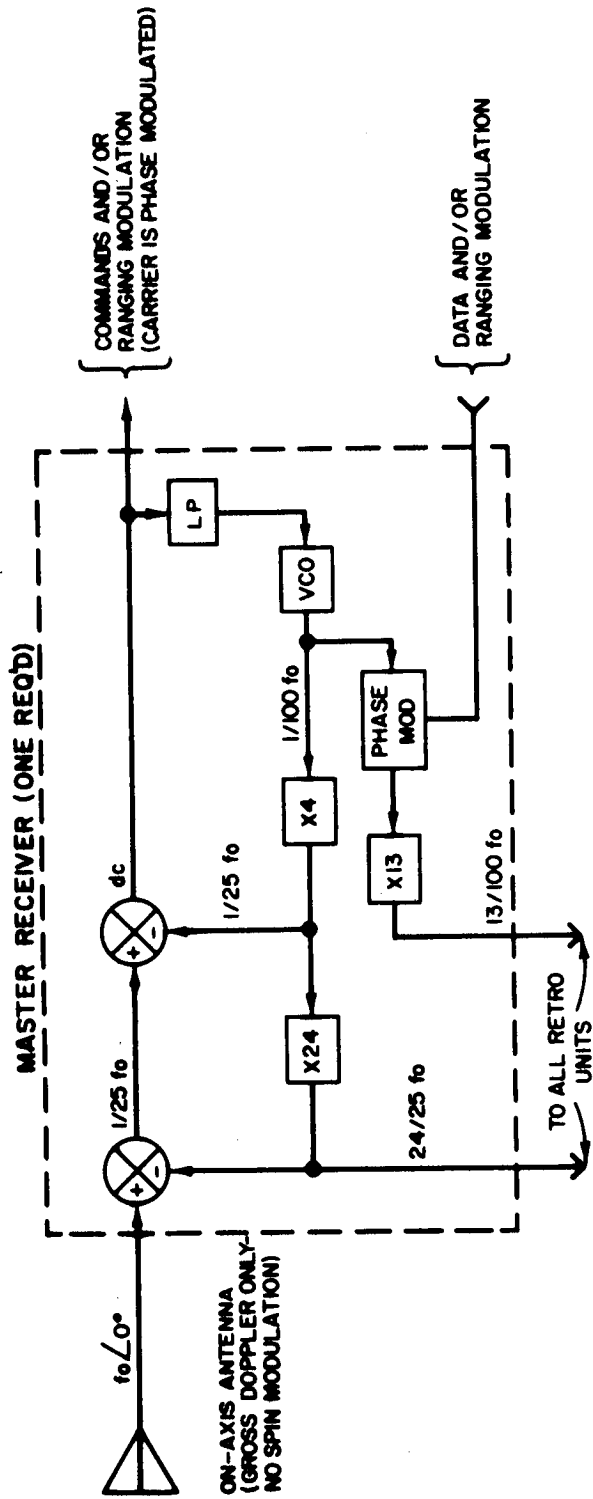 MASTER RECEIVER (ONE REQ'D)
COMMANDS AND/OR
RANGING MODULATION
(CARRIER IS PHASE MODULATED)
fo∠0°
+
-
1/25 fo
+
-
dc
LP
VCO
1/100 fo
X4
1/25 fo
X24
24/25 fo
PHASE
MOD
X13
13/100 fo
ON-AXIS ANTENNA
(GROSS DOPPLER ONLY-
NO SPIN MODULATION)
TO ALL RETRO
UNITS
DATA AND/OR
RANGING MODULATION